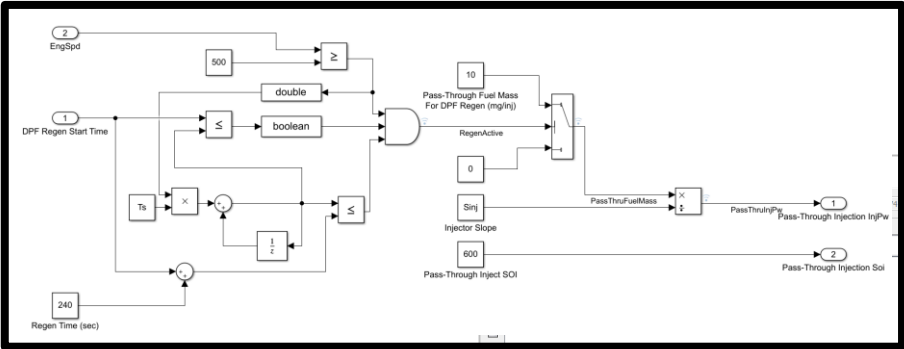 2
EngSpd
500
≥
double
10
Pass-Through Fuel Mass
For DPF Regen (mg/inj)
1
DPF Regen Start Time
≤
boolean
RegenActive
0
Ts
×
+
+
≤
1
z
Sinj
Injector Slope
PassThruFuelMass
×
÷
PassThruInjPw
1
Pass-Through Injection InjPw
600
Pass-Through Inject SOI
2
Pass-Through Injection Soi
+
+
240
Regen Time (sec)